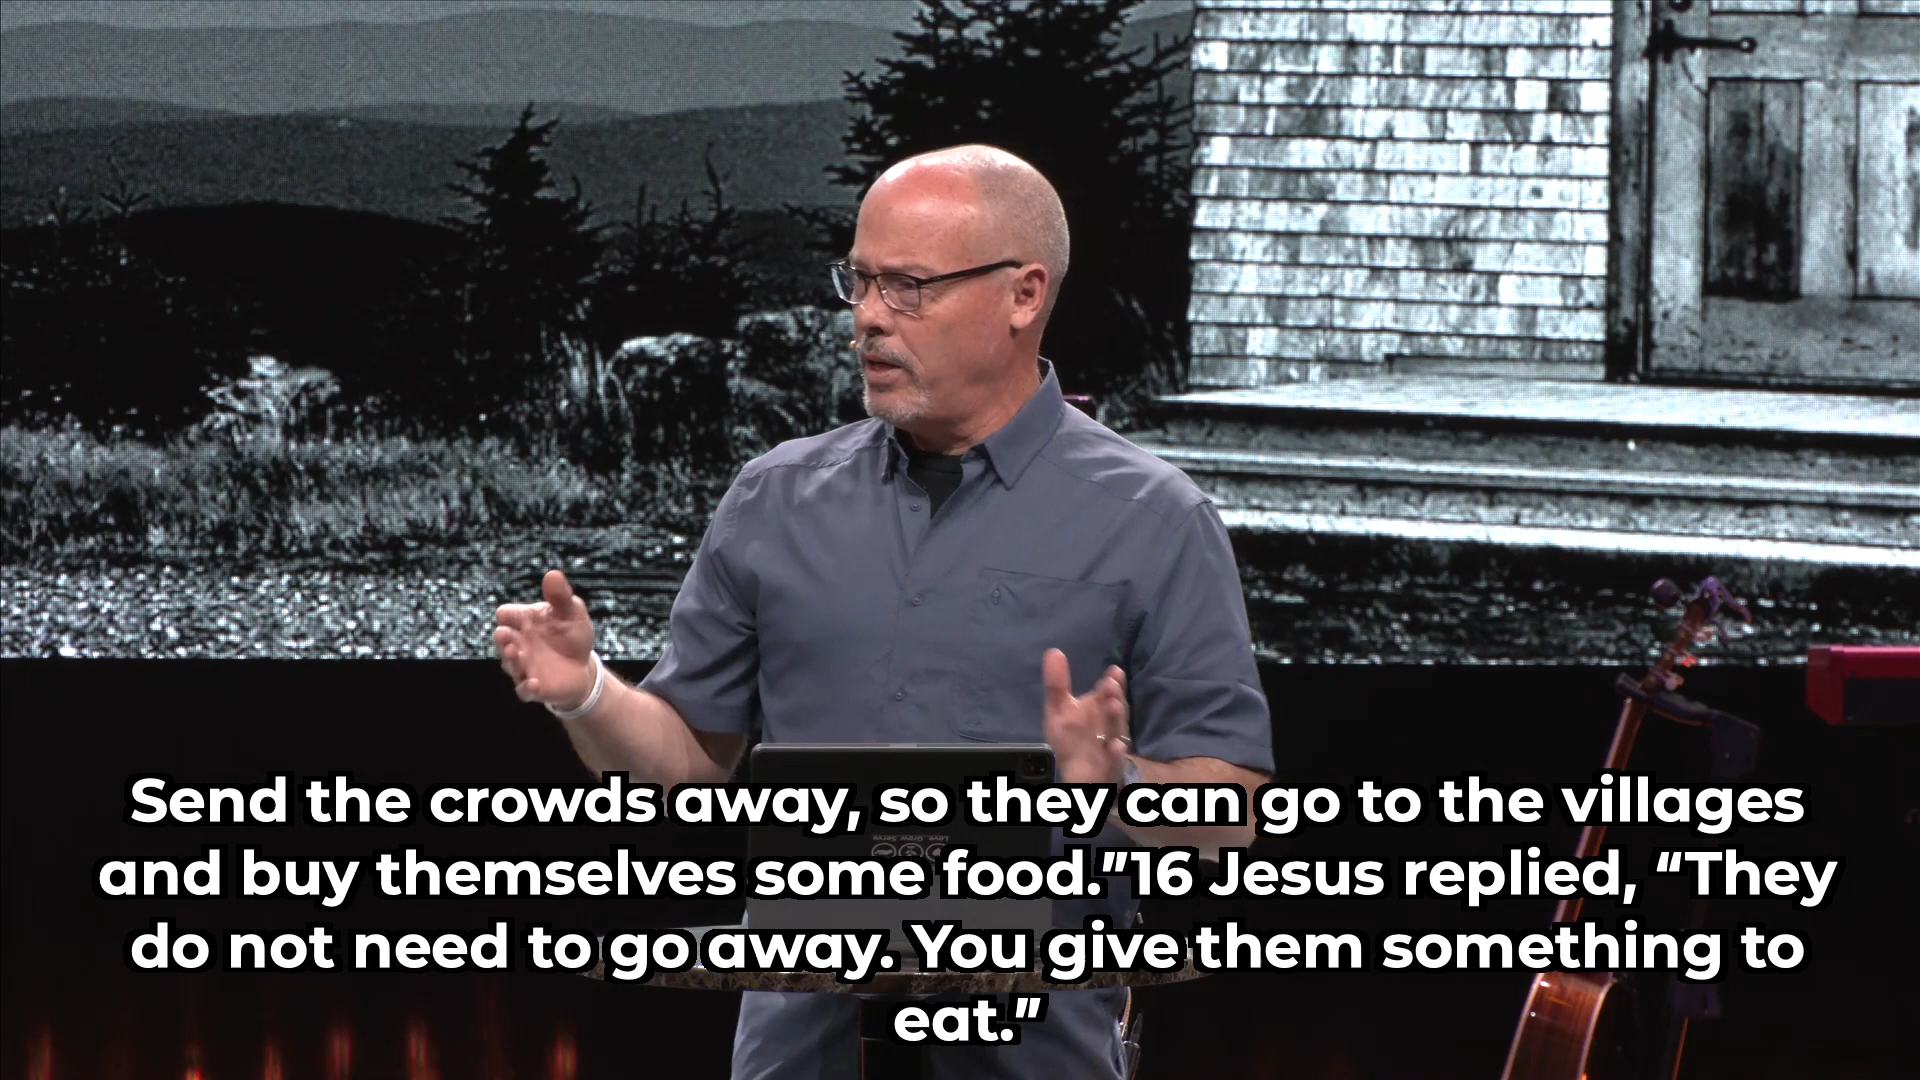 Send the crowds away, so they can go to the villages
and buy themselves some food."16 Jesus replied, “They
do not need to go away. You give them something to
eat.”